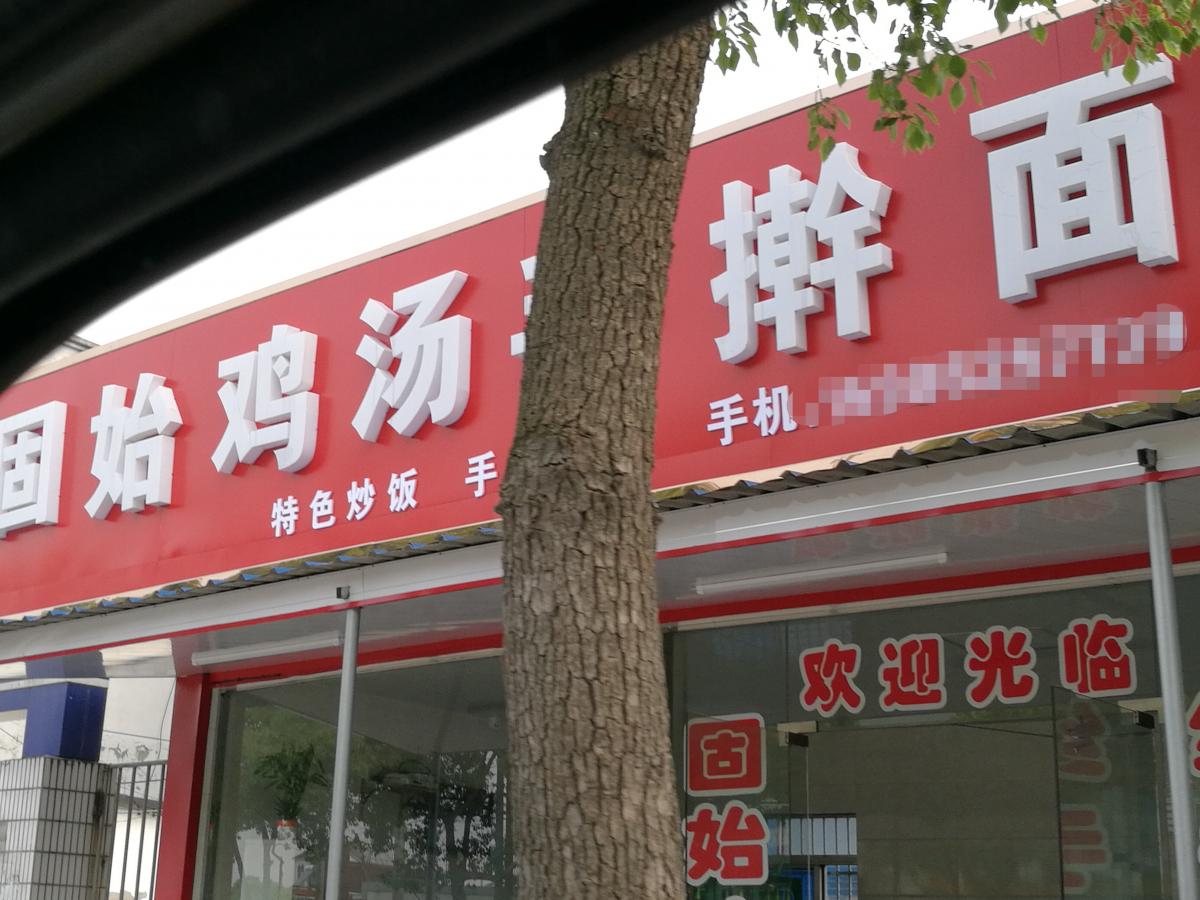 固始鸡汤 擀面
特色炒饭 手 手机
欢迎光临
固始